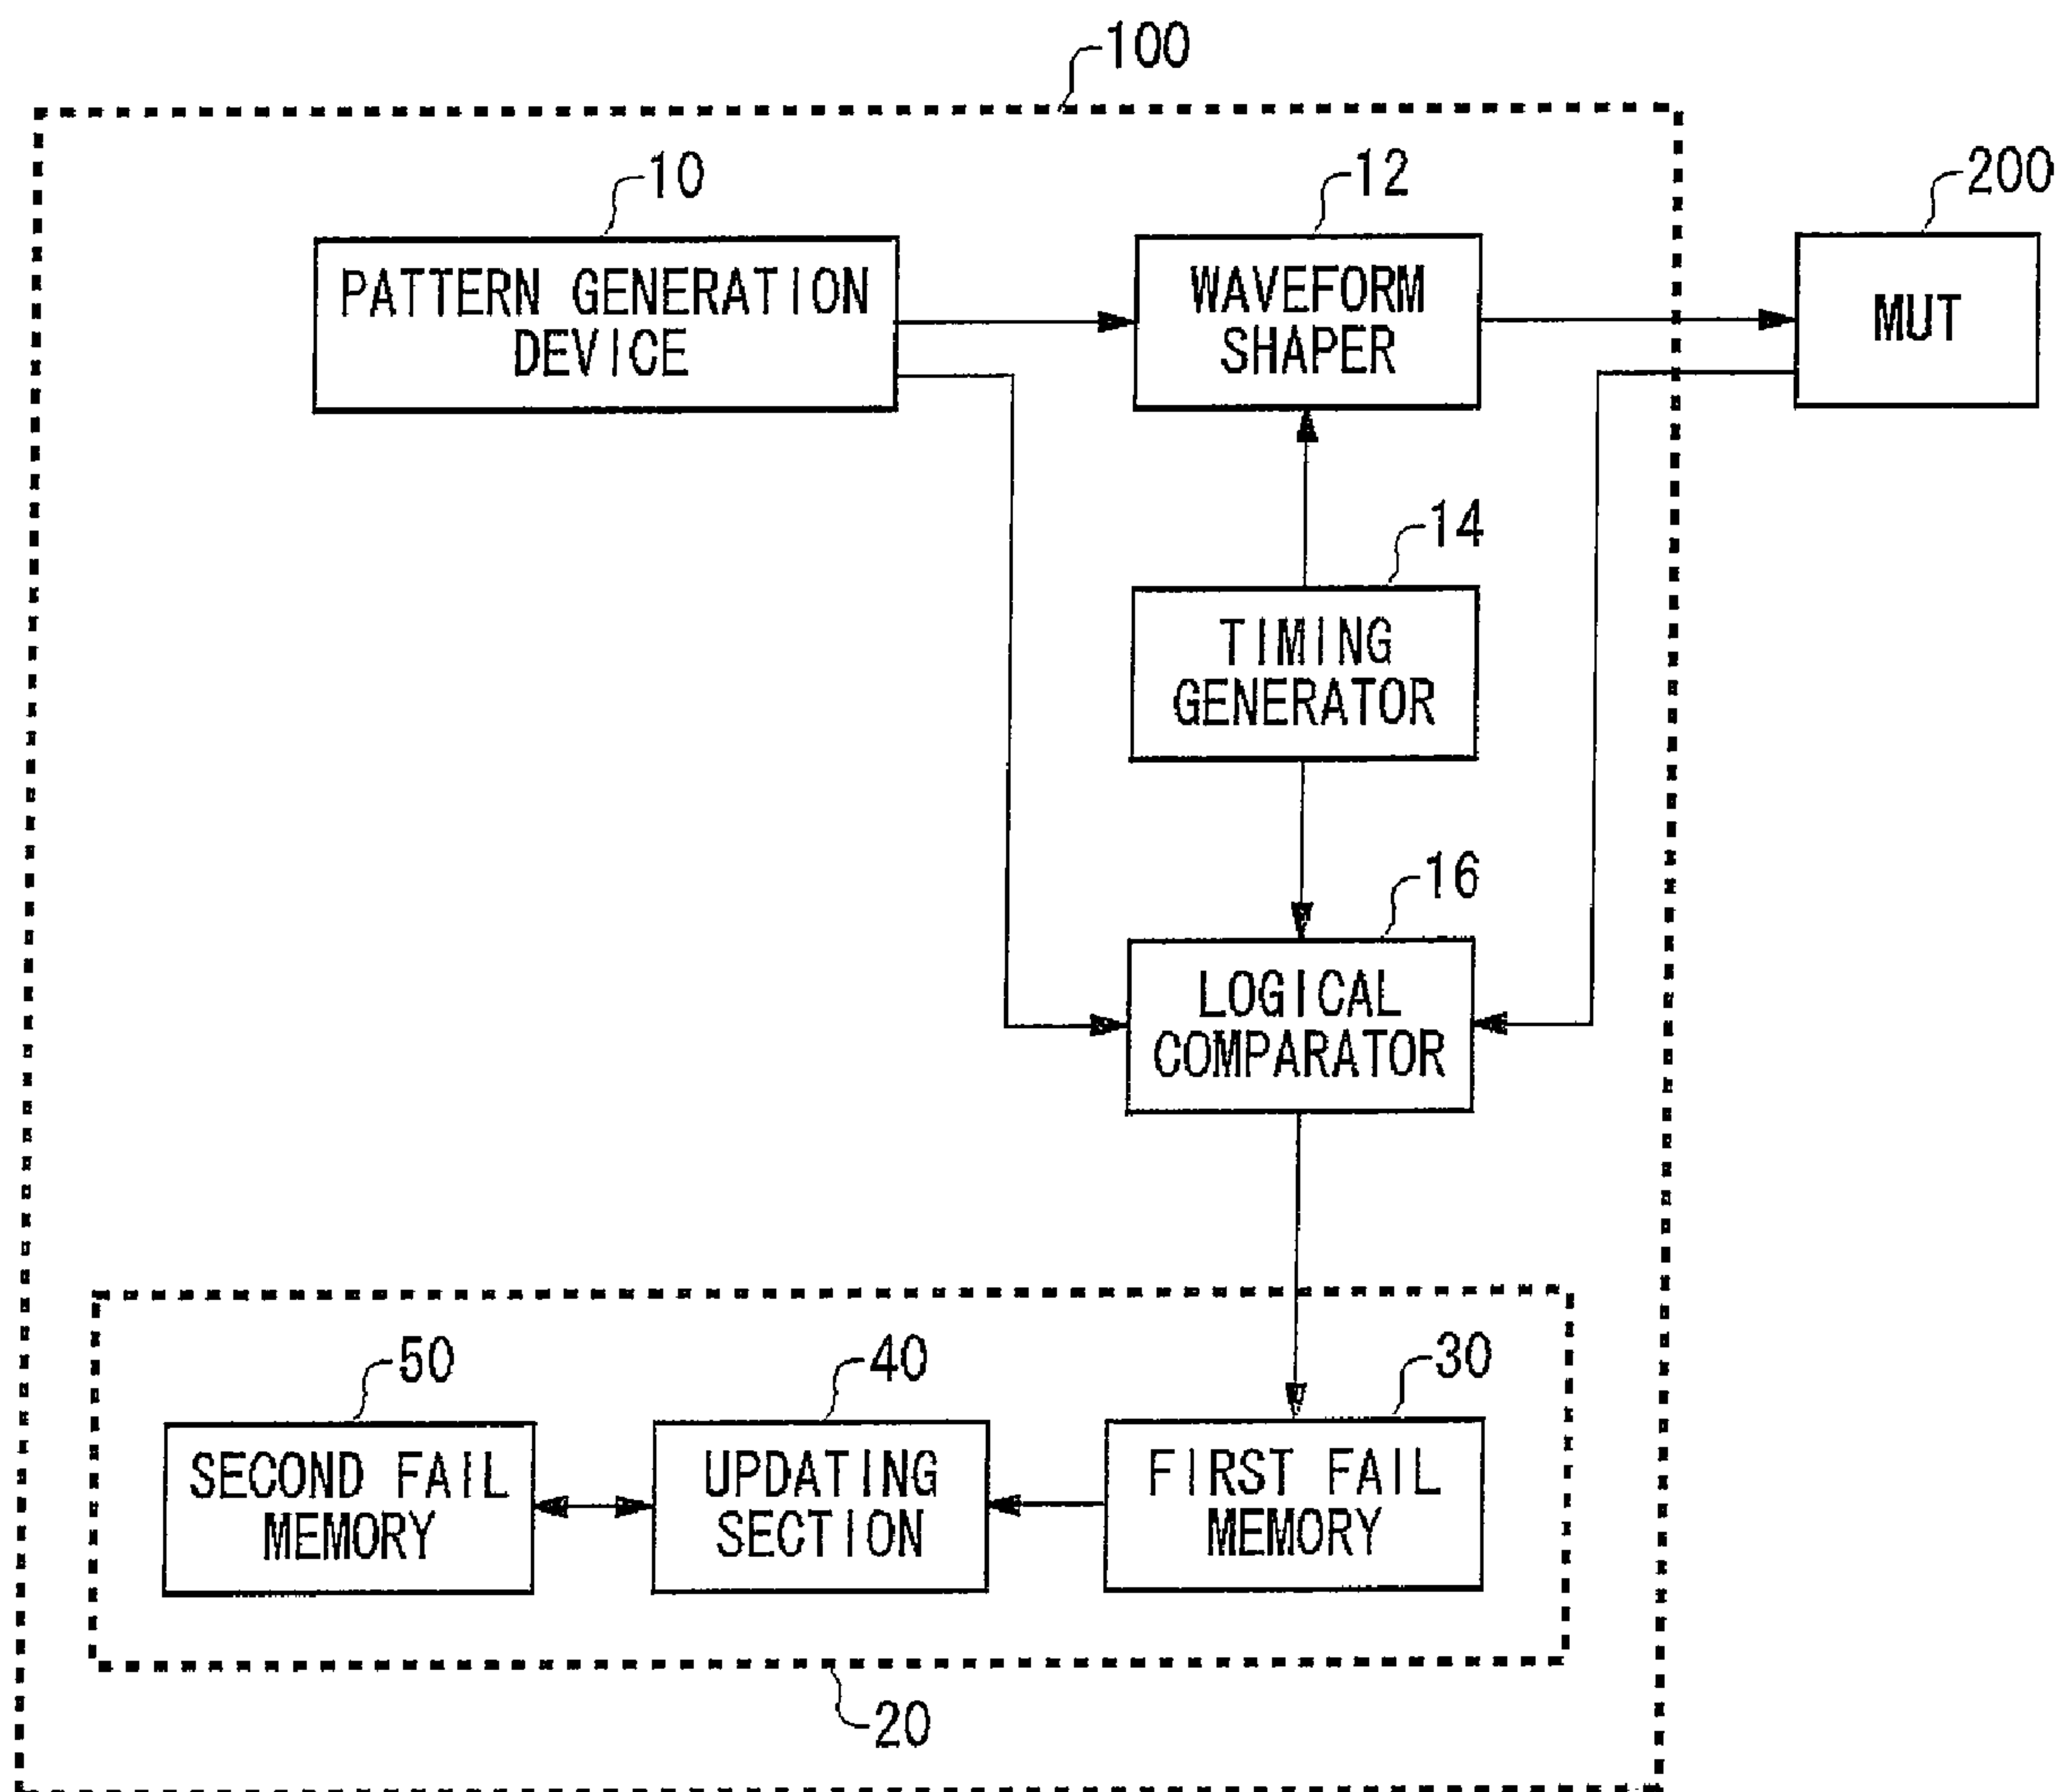 100
10
12
200
PATTERN GENERATION
DEVICE
WAVEFORM
SHAPER
MUT
14
TIMING
GENERATOR
16
LOGICAL
COMPARATOR
50
40
30
SECOND FAIL
MEMORY
UPDATING
SECTION
FIRST FAIL
MEMORY
20